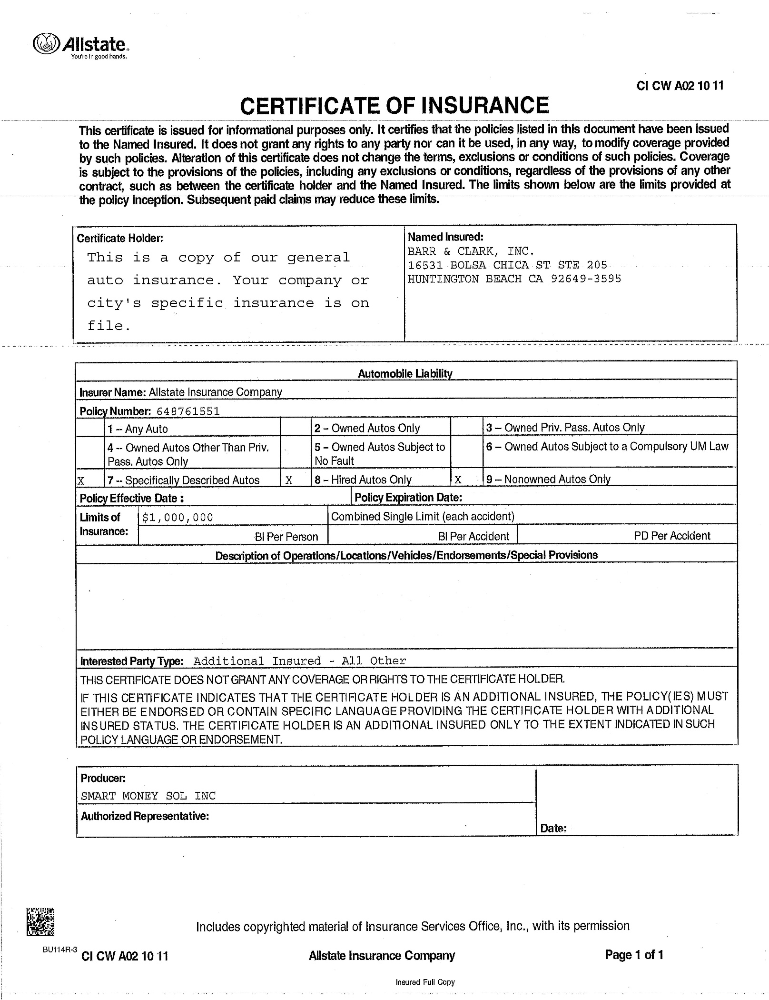 Allstate®
You're in good hands.
CI CW A02 10 11
CERTIFICATE OF INSURANCE
This certificate is issued for informational purposes only. It certifies that the policies listed in this document have been issued
to the Named Insured. It does not grant any rights to any party nor can it be used, in any way, to modify coverage provided
by such policies. Alteration of this certificate does not change the terms, exclusions or conditions of such policies. Coverage
is subject to the provisions of the policies, including any exclusions or conditions, regardless of the provisions of any other
contract, such as between the certificate holder and the Named Insured. The limits shown below are the limits provided at
the policy inception. Subsequent paid claims may reduce these limits.
Certificate Holder:
This is a copy of our general
auto insurance. Your company or
city's specific insurance is on
file.
Named Insured:
BARR & CLARK, INC.
16531 BOLSA CHICA ST STE 205
HUNTINGTON BEACH CA 92649-3595
Automobile Liability
Insurer Name: Allstate Insurance Company
Policy Number: 648761551
1 -- Any Auto
2 – Owned Autos Only
3 – Owned Priv. Pass. Autos Only
4 -- Owned Autos Other Than Priv.
Pass. Autos Only
5 – Owned Autos Subject to
No Fault
6 – Owned Autos Subject to a Compulsory UM Law
X 7 -- Specifically Described Autos
X 8 – Hired Autos Only
X 9 – Nonowned Autos Only
Policy Effective Date :
Policy Expiration Date:
Limits of
Insurance:
$1,000,000
Combined Single Limit (each accident)
BI Per Person
BI Per Accident
PD Per Accident
Description of Operations/Locations/Vehicles/Endorsements/Special Provisions
Interested Party Type: Additional Insured - All Other
THIS CERTIFICATE DOES NOT GRANT ANY COVERAGE OR RIGHTS TO THE CERTIFICATE HOLDER.
IF THIS CERTIFICATE INDICATES THAT THE CERTIFICATE HOLDER IS AN ADDITIONAL INSURED, THE POLICY(IES) MUST
EITHER BE ENDORSED OR CONTAIN SPECIFIC LANGUAGE PROVIDING THE CERTIFICATE HOLDER WITH ADDITIONAL
INSURED STATUS. THE CERTIFICATE HOLDER IS AN ADDITIONAL INSURED ONLY TO THE EXTENT INDICATED IN SUCH
POLICY LANGUAGE OR ENDORSEMENT.
Producer:
SMART MONEY SOL INC
Authorized Representative:
Date:
Includes copyrighted material of Insurance Services Office, Inc., with its permission
BU114R-3
CI CW A02 10 11
Allstate Insurance Company
Page 1 of 1
Insured Full Copy